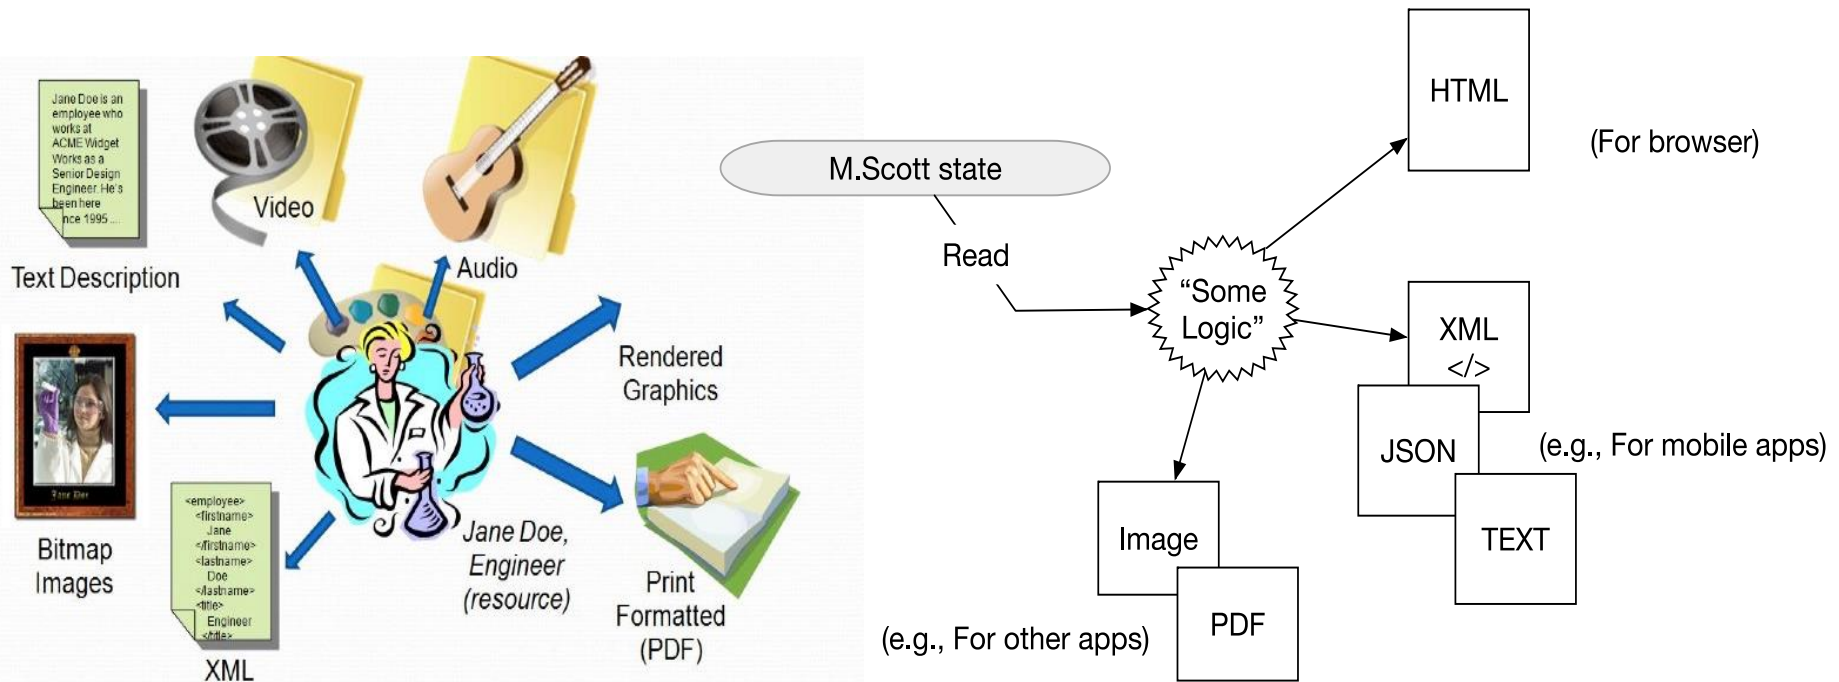 Jane Doe is an
employee who
works at
ACME Widget
Works as a
Senior Design
Engineer. He's
been here
nce 1995 ....
Text Description
Video
Audio
Rendered
Graphics
Jane Doe
Bitmap
Images
<employee>
<firstname>
Jane
</firstname>
<lastname>
Doe
</lastname>
<title>
Engineer
</title>
XML
Jane Doe,
Engineer
(resource)
Print
Formatted
(PDF)
M.Scott state
Read
“Some
Logic”
HTML
(For browser)
XML
</>
JSON
TEXT
(e.g., For mobile apps)
Image
PDF
(e.g., For other apps)